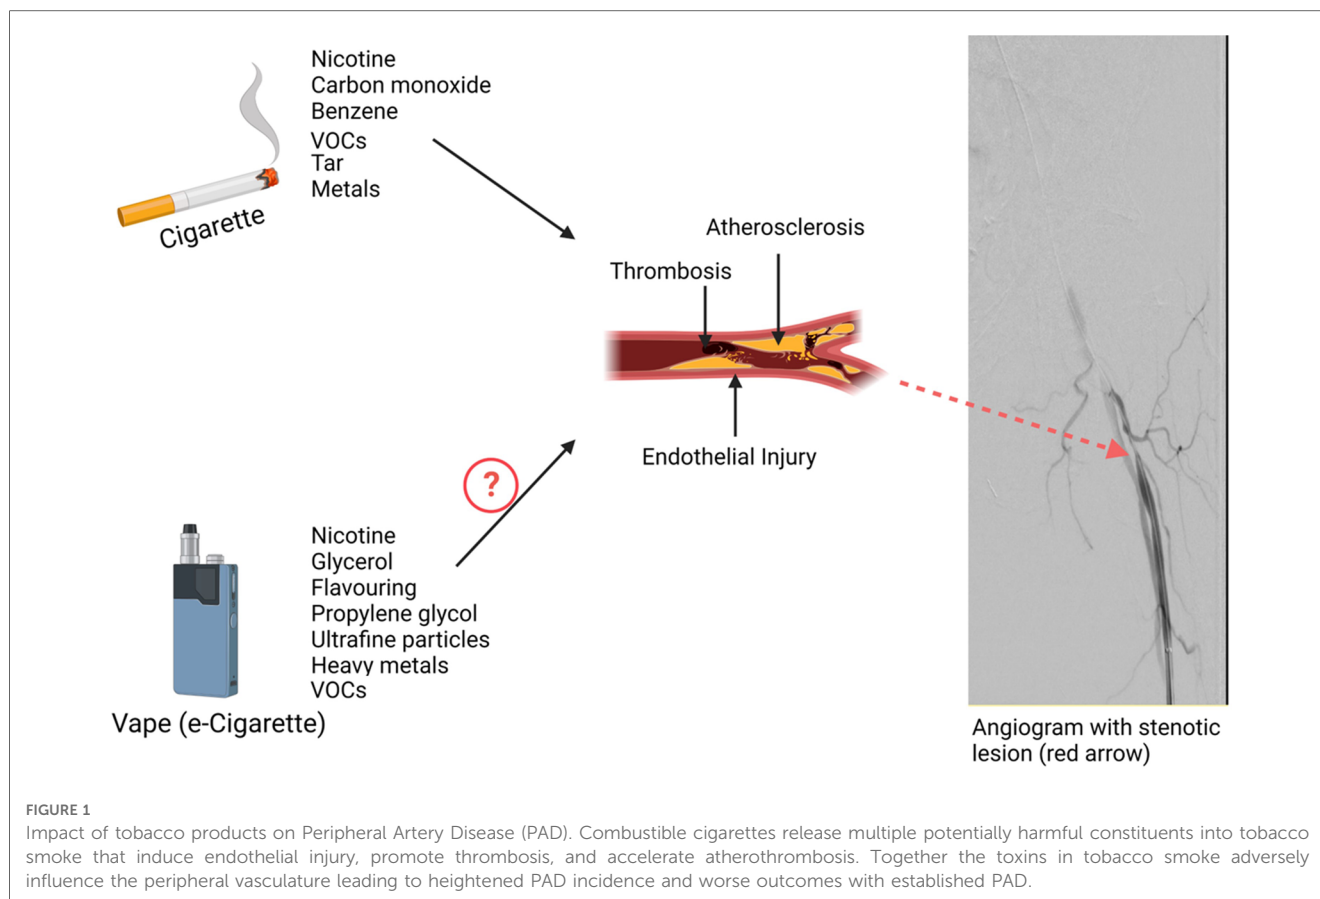 Nicotine
Carbon monoxide
Benzene
VOCs
Tar
Metals
Cigarette
Atherosclerosis
Thrombosis
Endothelial Injury
?
Nicotine
Glycerol
Flavouring
Propylene glycol
Ultrafine particles
Heavy metals
VOCs
Vape (e-Cigarette)
Angiogram with stenotic
lesion (red arrow)
FIGURE 1
Impact of tobacco products on Peripheral Artery Disease (PAD). Combustible cigarettes release multiple potentially harmful constituents into tobacco
smoke that induce endothelial injury, promote thrombosis, and accelerate atherothrombosis. Together the toxins in tobacco smoke adversely
influence the peripheral vasculature leading to heightened PAD incidence and worse outcomes with established PAD.